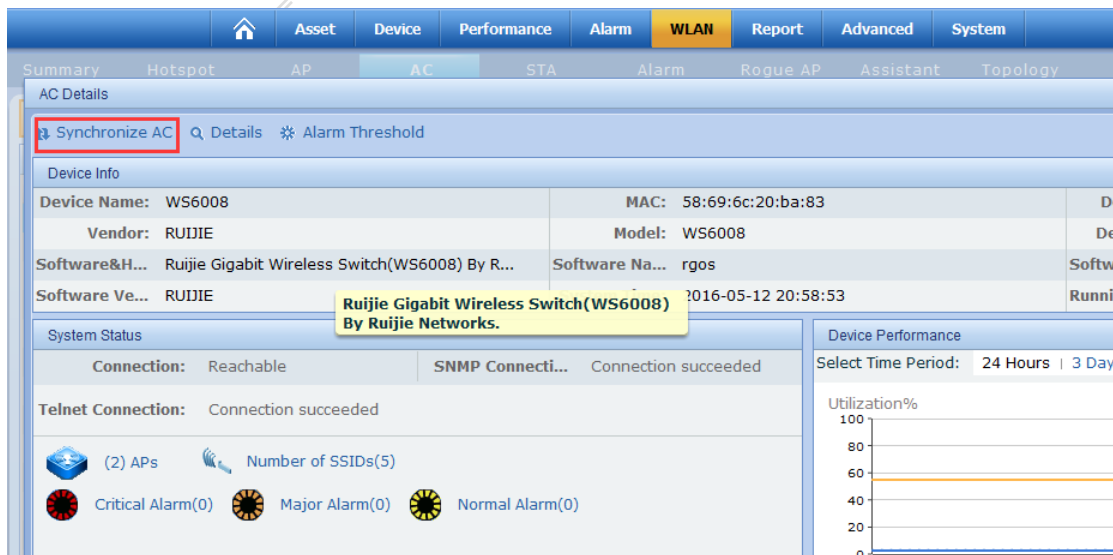 Asset Device Performance Alarm WLAN Report Advanced System
Summary Hotspot AP AC STA Alarm Rogue AP Assistant Topology
AC Details
Synchronize AC Details Alarm Threshold
Device Info
Device Name: WS6008 MAC: 58:69:6c:20:ba:83 D
Vendor: RUIJIE Model: WS6008 De
Software&H... Ruijie Gigabit Wireless Switch(WS6008) By R... Software Na... rgos Softw
Software Ve... RUIJIE 2016-05-12 20:58:53 Runni
Ruijie Gigabit Wireless Switch(WS6008)
By Ruijie Networks.
System Status Device Performance
Connection: Reachable SNMP Connecti... Connection succeeded Select Time Period: 24 Hours | 3 Day
Telnet Connection: Connection succeeded
Utilization%
100
80
(2) APs Number of SSIDs(5)
60
Critical Alarm(0) Major Alarm(0) Normal Alarm(0)
40
20
0